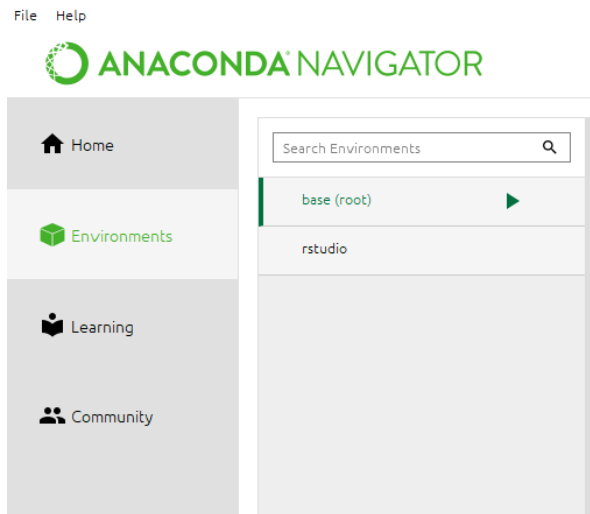 File Help
ANACONDA NAVIGATOR
Home
Environments
Learning
Community
Search Environments
base (root)
rstudio